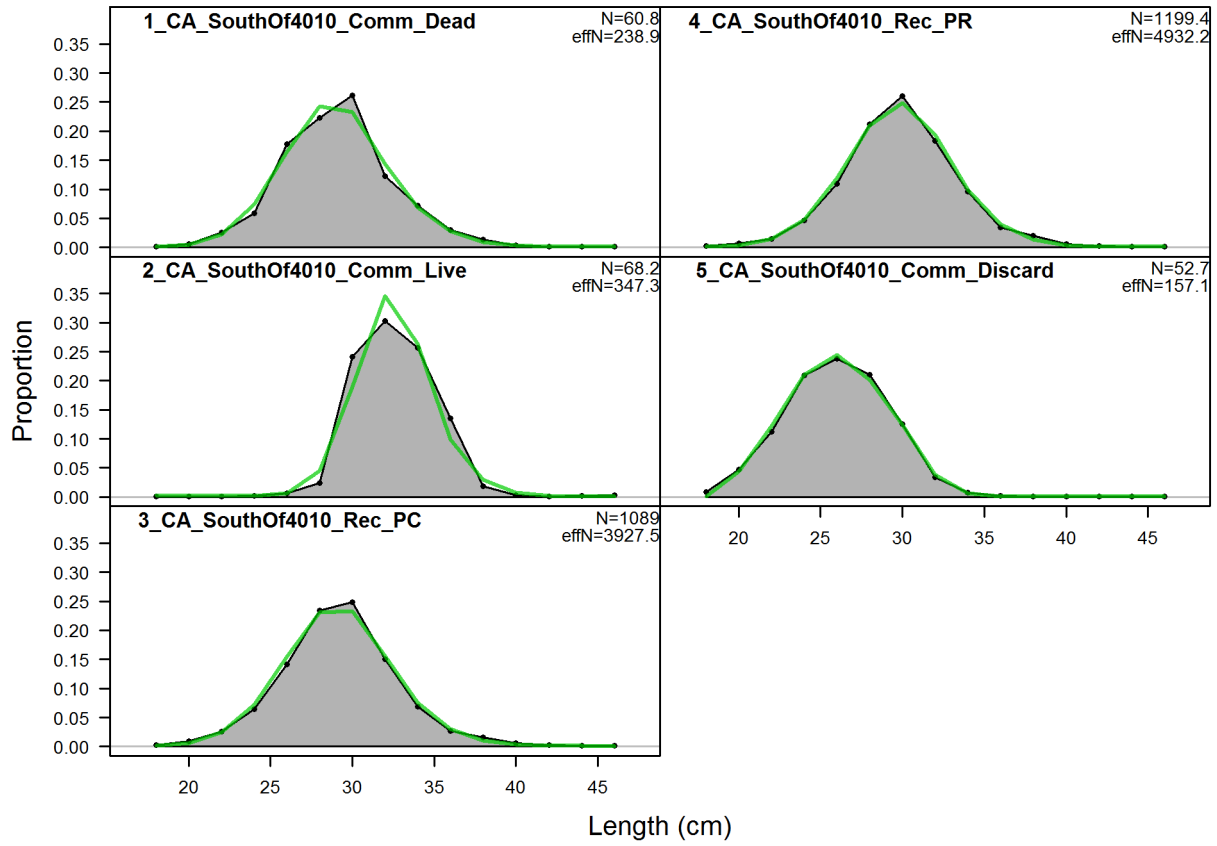 1_CA_SouthOf4010_Comm_Dead
N=60.8
effN=238.9
0.35
0.30
0.25
0.20
0.15
0.10
0.05
0.00
4_CA_SouthOf4010_Rec_PR
N=1199.4
effN=4932.2
2_CA_SouthOf4010_Comm_Live
N=68.2
effN=347.3
0.35
0.30
0.25
0.20
0.15
0.10
0.05
0.00
5_CA_SouthOf4010_Comm_Discard
N=52.7
effN=157.1
20 25 30 35 40 45
3_CA_SouthOf4010_Rec_PC
N=1089
effN=3927.5
0.35
0.30
0.25
0.20
0.15
0.10
0.05
0.00
20 25 30 35 40 45
Proportion
Length (cm)